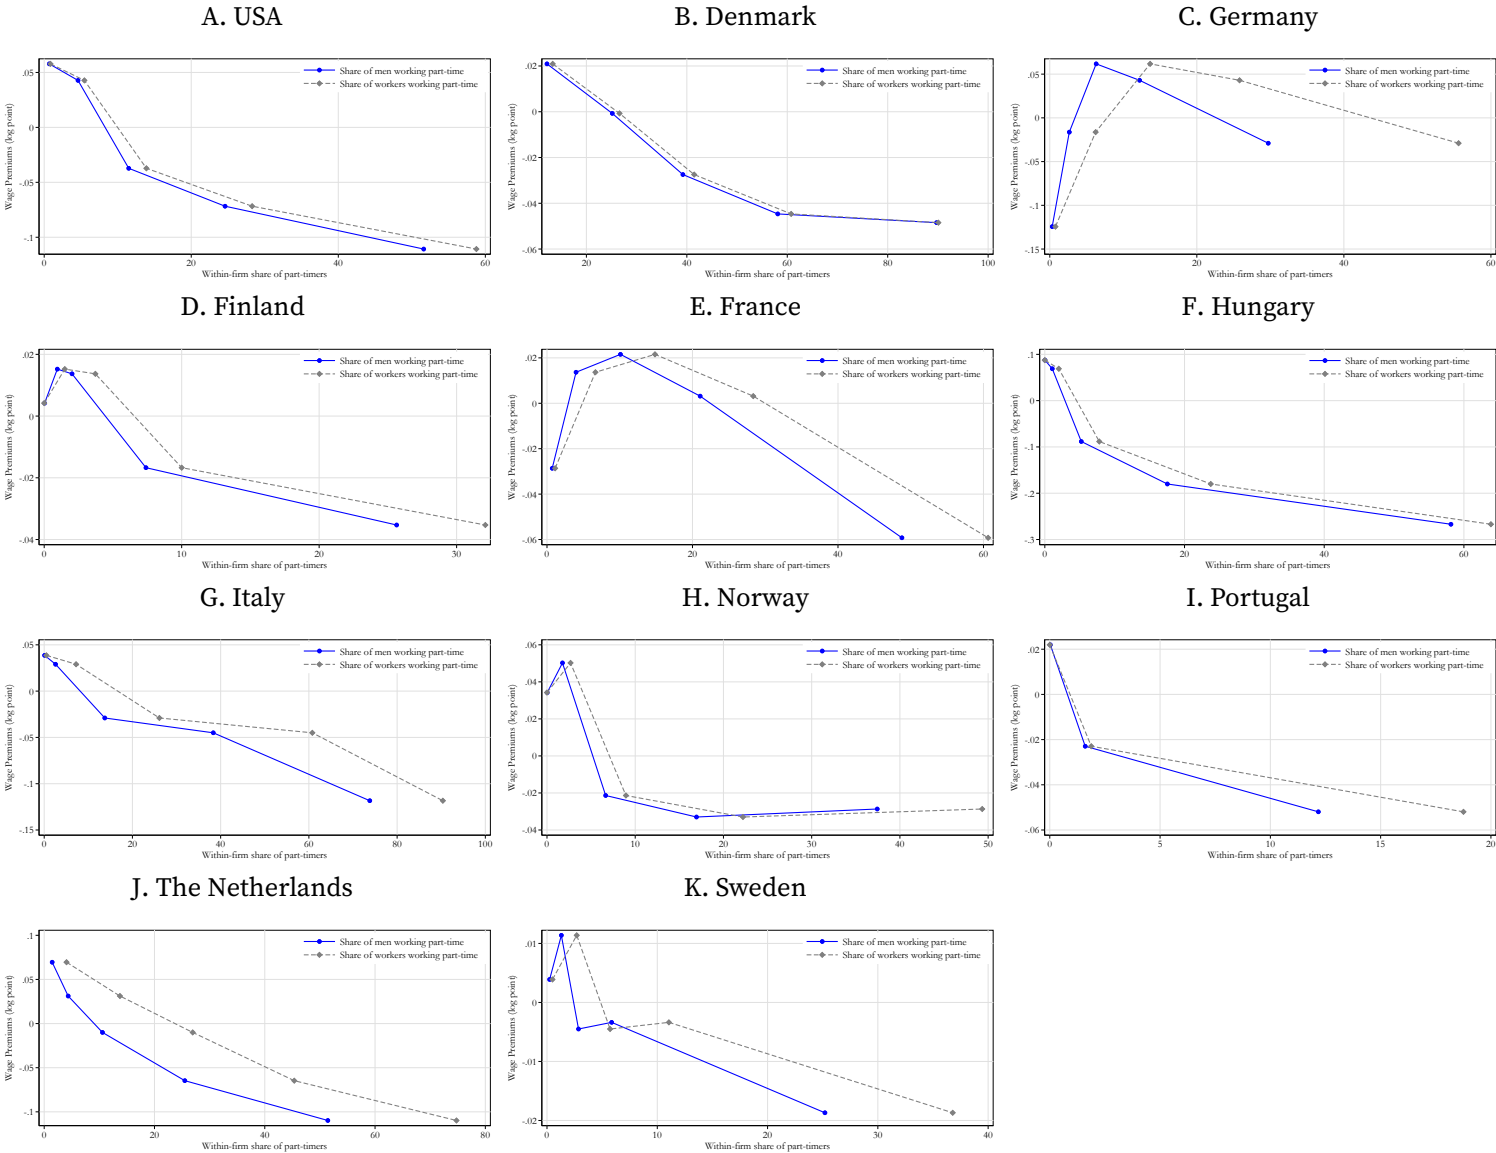 A. USA
B. Denmark
C. Germany
Wage Premiums (log point)
.05
0
-.05
-.1
Share of men working part-time
Share of workers working part-time
0
20
40
60
Within-firm share of part-timers
Wage Premiums (log point)
.02
0
-.02
-.04
-.06
Share of men working part-time
Share of workers working part-time
20
40
60
80
100
Within-firm share of part-timers
Wage Premiums (log point)
.05
0
-.05
-.1
-.15
Share of men working part-time
Share of workers working part-time
0
20
40
60
Within-firm share of part-timers
D. Finland
E. France
F. Hungary
Wage Premiums (log point)
.02
0
-.02
-.04
Share of men working part-time
Share of workers working part-time
0
10
20
30
Within-firm share of part-timers
Wage Premiums (log point)
.02
0
-.02
-.04
-.06
Share of men working part-time
Share of workers working part-time
0
20
40
60
Within-firm share of part-timers
Wage Premiums (log point)
.1
0
-.1
-.2
-.3
Share of men working part-time
Share of workers working part-time
0
20
40
60
Within-firm share of part-timers
G. Italy
H. Norway
I. Portugal
Wage Premiums (log point)
.05
0
-.05
-.1
-.15
Share of men working part-time
Share of workers working part-time
0
20
40
60
80
100
Within-firm share of part-timers
Wage Premiums (log point)
.06
.04
.02
0
-.02
-.04
Share of men working part-time
Share of workers working part-time
0
10
20
30
40
50
Within-firm share of part-timers
Wage Premiums (log point)
.02
0
-.02
-.04
-.06
Share of men working part-time
Share of workers working part-time
0
5
10
15
20
Within-firm share of part-timers
J. The Netherlands
K. Sweden
Wage Premiums (log point)
.1
.05
0
-.05
-.1
Share of men working part-time
Share of workers working part-time
0
20
40
60
80
Within-firm share of part-timers
Wage Premiums (log point)
.01
0
-.01
-.02
Share of men working part-time
Share of workers working part-time
0
10
20
30
40
Within-firm share of part-timers